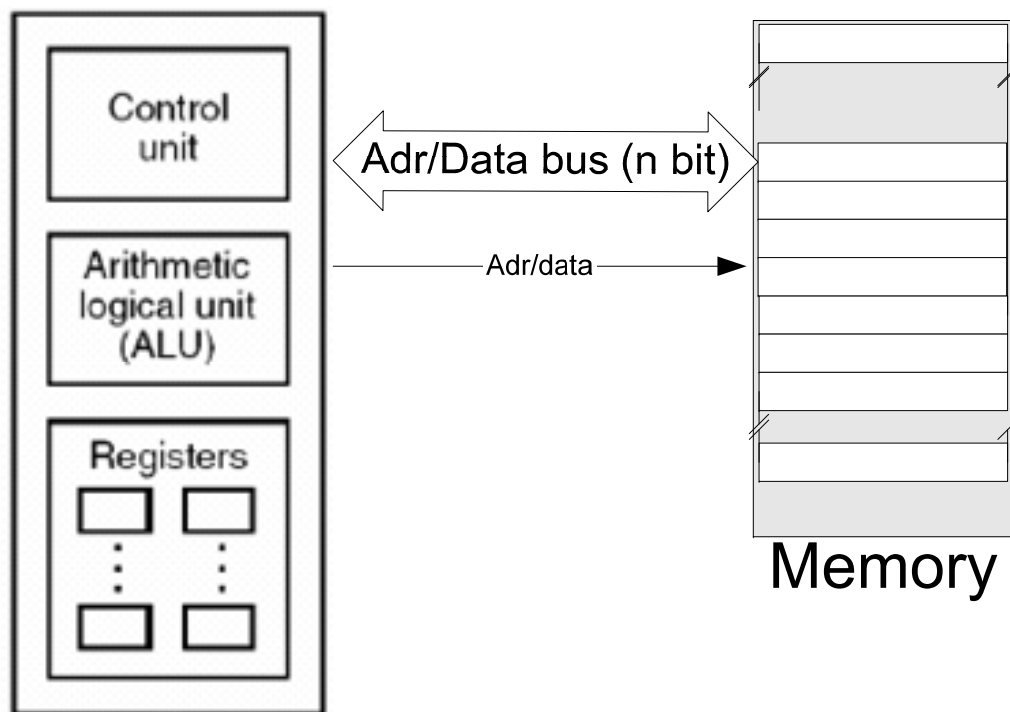 Control
unit
Arithmetic
logical unit
(ALU)
Registers
Adr/Data bus (n bit)
Adr/data
Memory